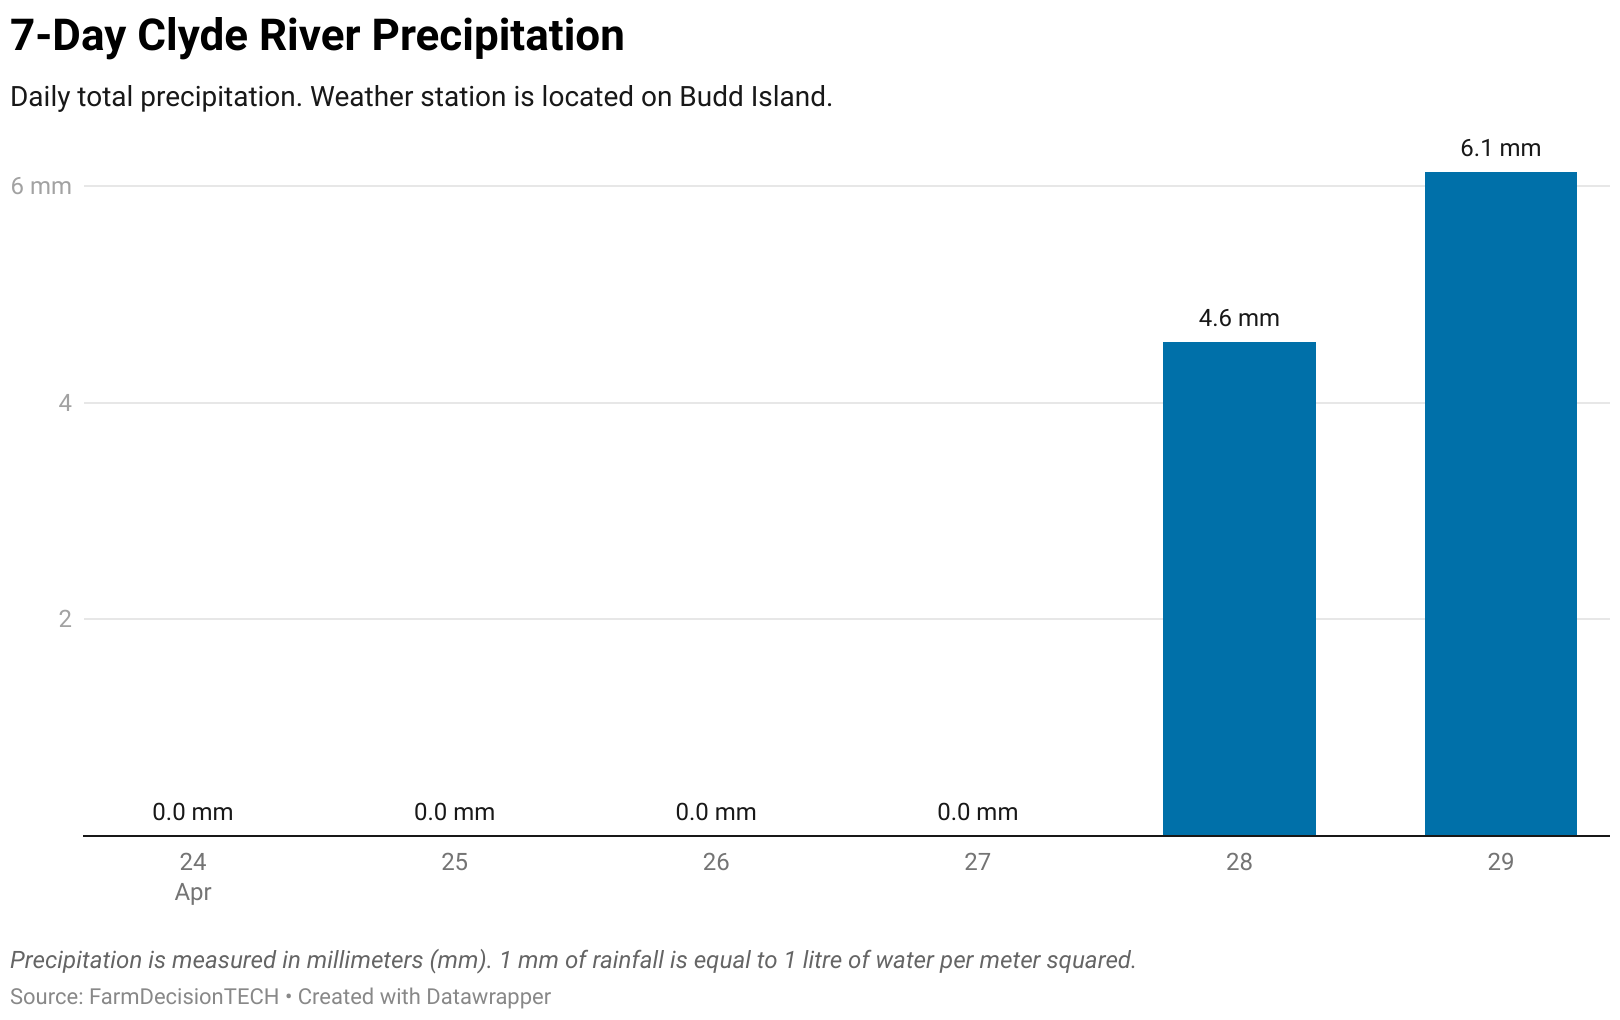 7-Day Clyde River Precipitation
Daily total precipitation. Weather station is located on Budd Island.
6.1 mm
6 mm
4.6 mm
4
2
0.0 mm 0.0 mm 0.0 mm 0.0 mm
24 25 26 27 28 29
Apr
Precipitation is measured in millimeters (mm). 1 mm of rainfall is equal to 1 litre of water per meter squared.
Source: FarmDecisionTECH • Created with Datawrapper